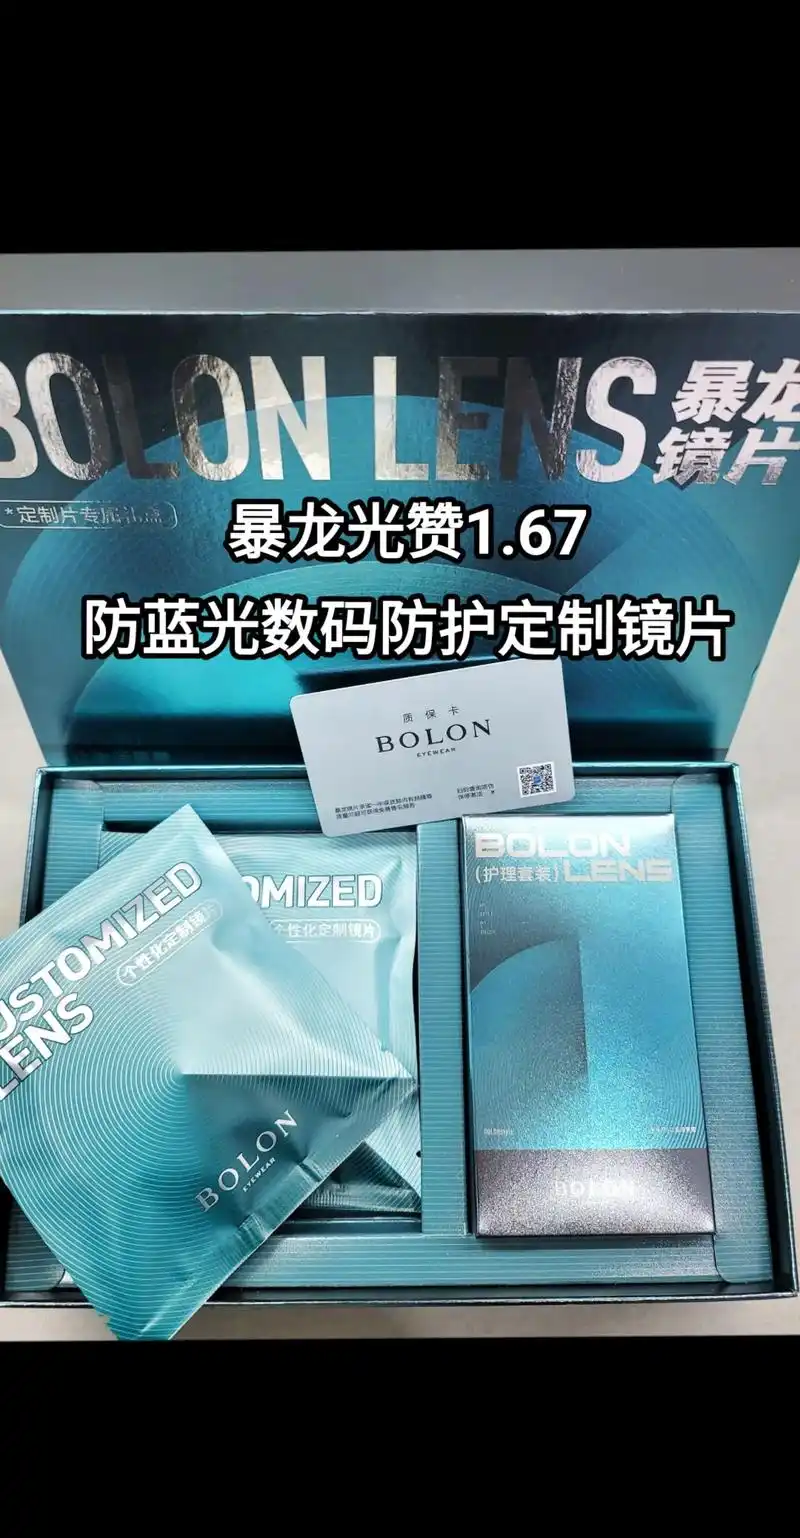 BOLON LENS 暴龙
镜片
*定制片专属礼盒
暴龙光赞1.67
防蓝光数码防护定制镜片
质保卡
BOLON
EYEWEAR
CUSTOMIZED
LENS
个性化定制镜片
BOLON
EYEWEAR
OMIZED
个性化定制镜片
BOLON
(护理套装) LENS
BOLON